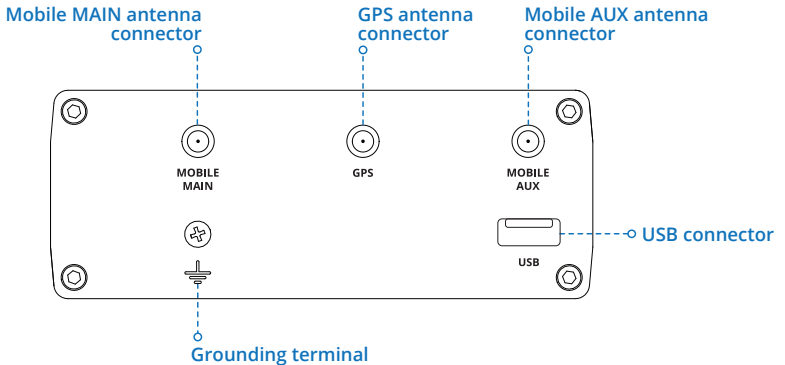 Mobile MAIN antenna
connector
GPS antenna
connector
Mobile AUX antenna
connector
MOBILE
MAIN
GPS
MOBILE
AUX
USB connector
USB
Grounding terminal